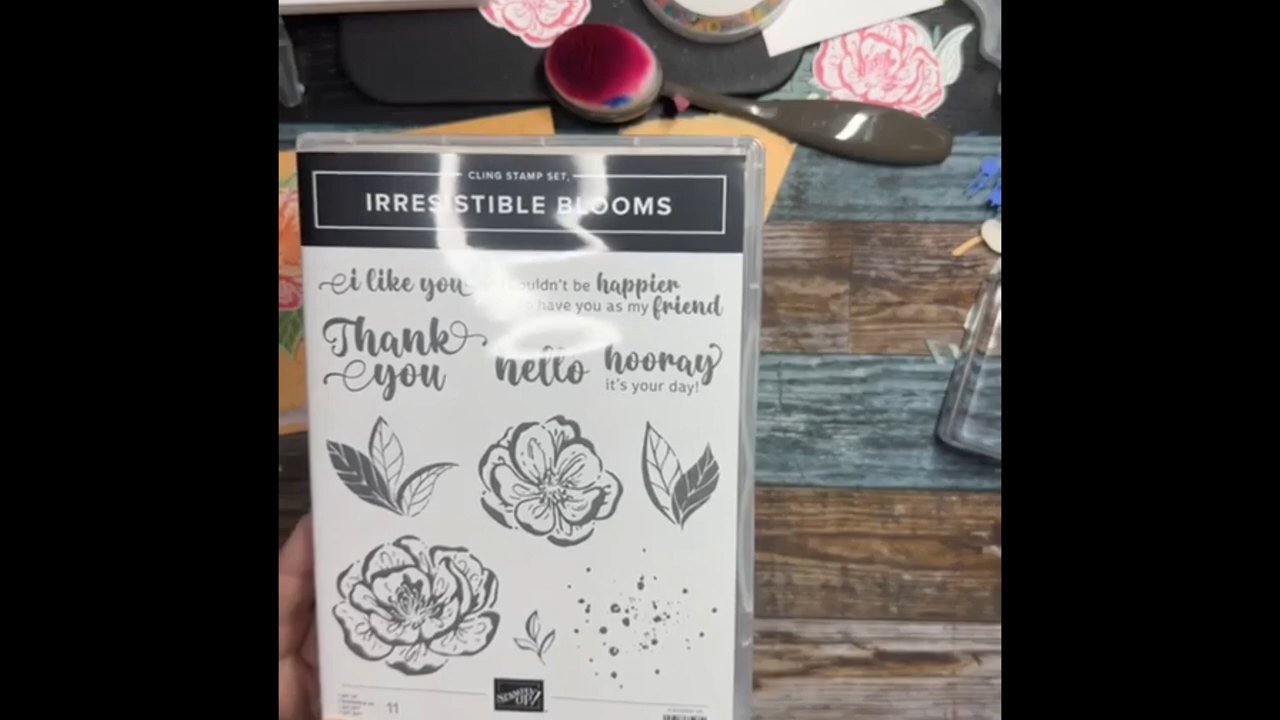 CLING STAMP SET
IRRESISTIBLE BLOOMS
i like you
be happier
have you as my friend
Thank
you
hello
hooray
it's your day!
STAMPIN' UP!
11